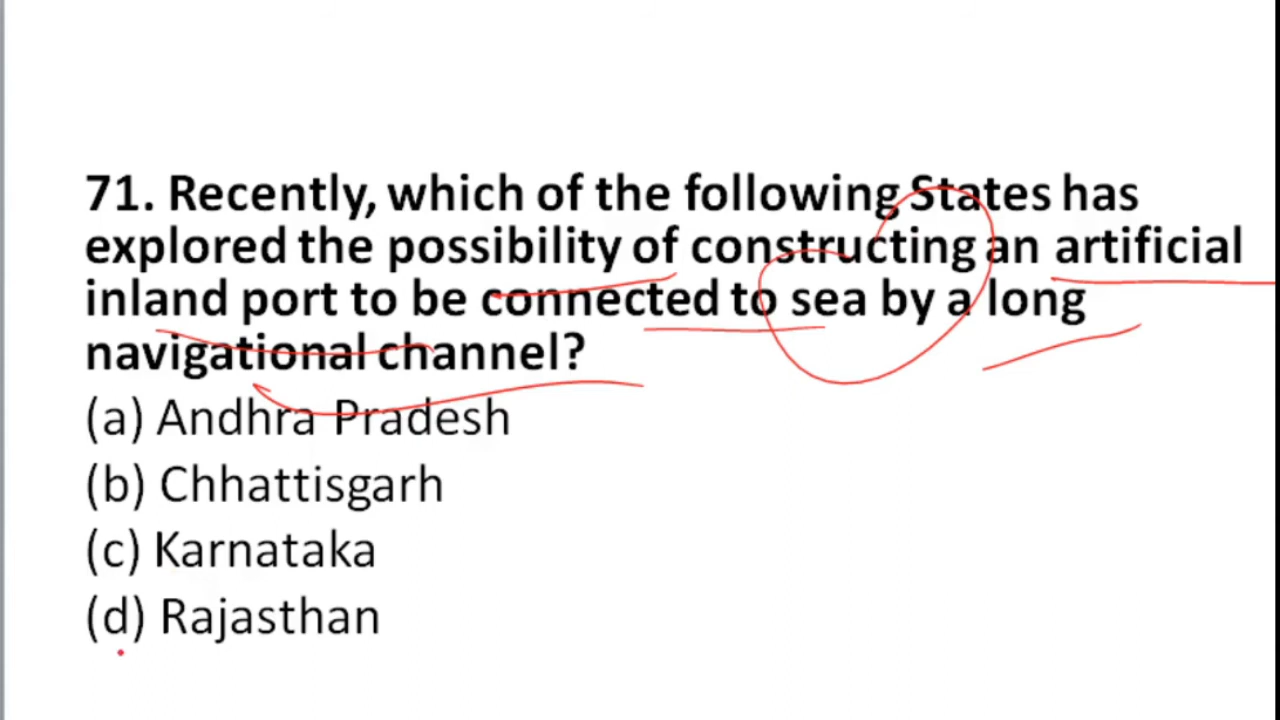 71. Recently, which of the following States has
explored the possibility of constructing an artificial
inland port to be connected to sea by a long
navigational channel?
(a) Andhra Pradesh
(b) Chhattisgarh
(c) Karnataka
(d) Rajasthan